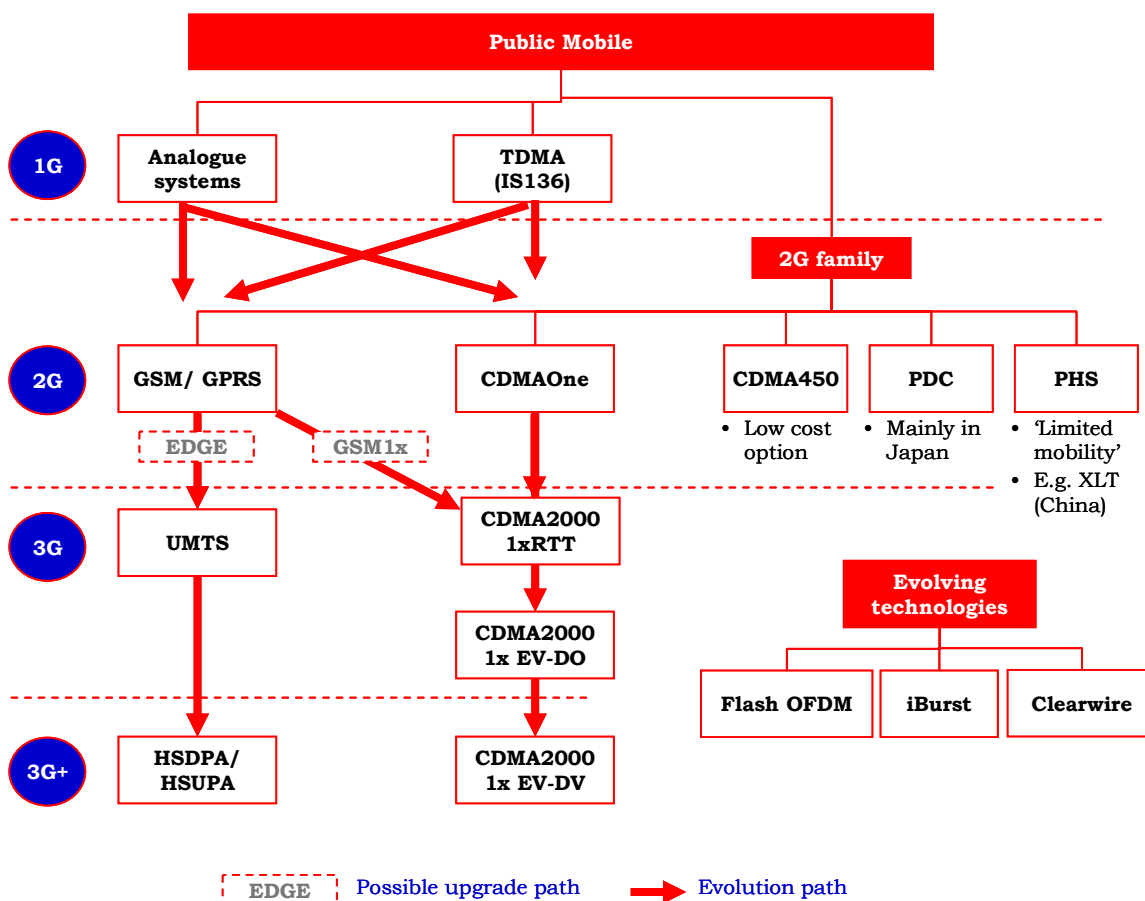 Public Mobile
1G
Analogue
systems
TDMA
(IS136)
2G family
2G
GSM/ GPRS
CDMAOne
CDMA450
PDC
PHS
• Low cost
option
• Mainly in
Japan
• ‘Limited
mobility’
• E.g. XLT
(China)
EDGE
GSM1x
3G
UMTS
CDMA2000
1xRTT
CDMA2000
1x EV-DO
Evolving
technologies
Flash OFDM
iBurst
Clearwire
3G+
HSDPA/
HSUPA
CDMA2000
1x EV-DV
EDGE
Possible upgrade path
Evolution path